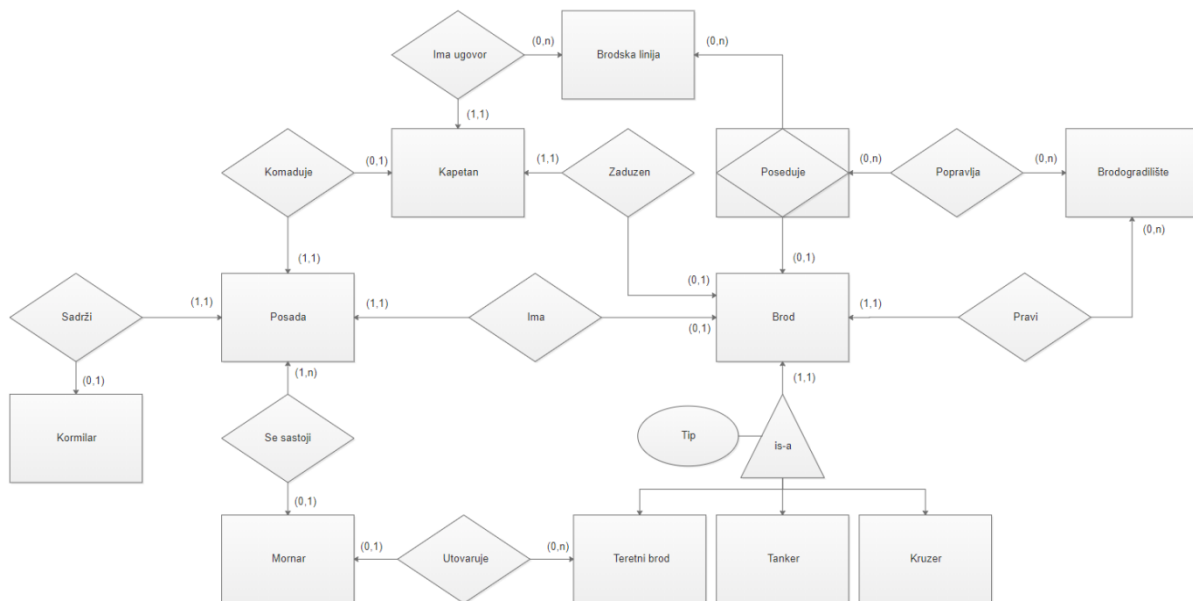 (0,n)
(0,n)
Ima ugovor
Brodska linija
(1,1)
(0,1)
(1,1)
(0,n)
(0,n)
Komaduje
Kapetan
Zaduzen
Poseduje
Popravlja
Brodogradilište
(0,n)
(1,1)
(0,1)
(0,1)
(1,1)
(1,1)
(1,1)
Sadrži
Posada
Ima
Brod
Pravi
(0,1)
(1,n)
(0,1)
(1,1)
Kormilar
Se sastoji
Tip
is-a
(0,1)
(0,1)
(0,n)
Mornar
Utovaruje
Teretni brod
Tanker
Kruzer